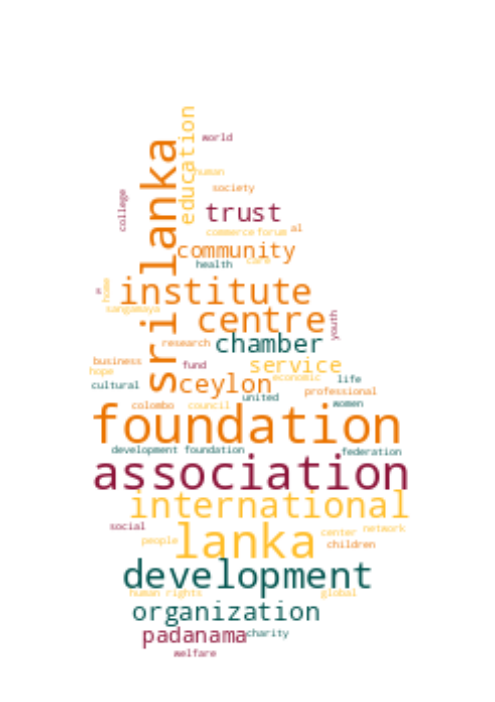 world
education
human
college
society
sri lanka
trust
commerce
forum
al
community
health
care
home
institute
sangamaya
centre
youth
research
chamber
business
fund
service
hope
ceylon
economic
life
cultural
united
professional
colombo
council
women
foundation
development foundation
federation
association
international
social
lanka
center
network
people
children
development
human rights
global
organization
padanama
charity
welfare